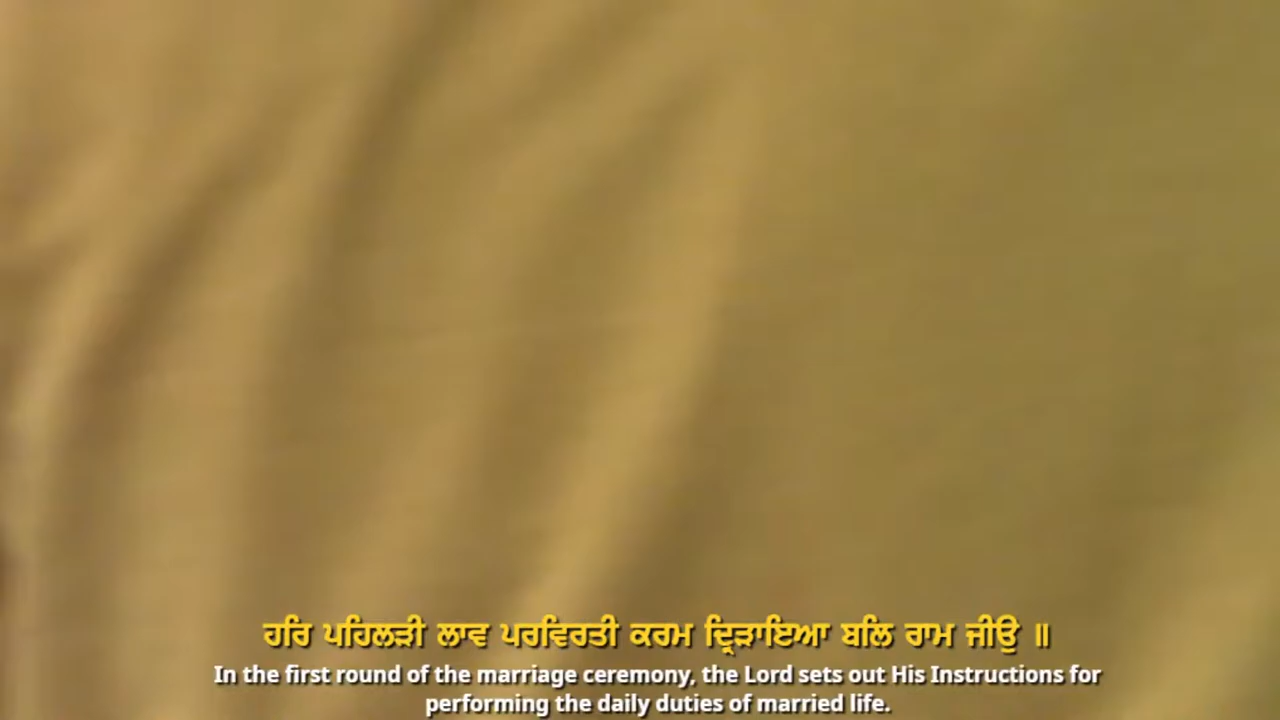 ਹਰਿ ਪਹਿਲੜੀ ਲਾਵ ਪਰਵਿਰਤੀ ਕਰਮ ਦ੍ਰਿੜਾਇਆ ਬਲਿ ਰਾਮ ਜੀਉ ॥
In the first round of the marriage ceremony, the Lord sets out His Instructions for
performing the daily duties of married life.